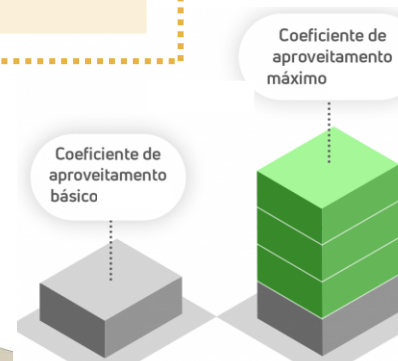 Coeficiente de
aproveitamento
máximo
Coeficiente de
aproveitamento
básico